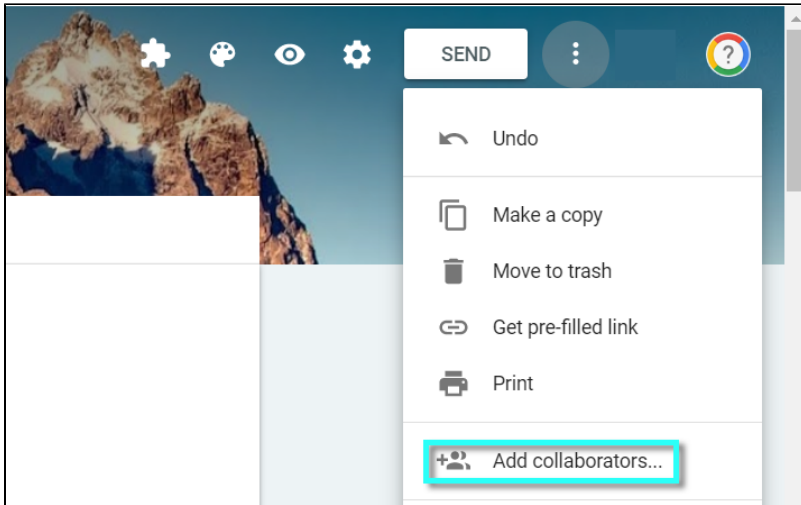 SEND
?
Undo
Make a copy
Move to trash
Get pre-filled link
Print
Add collaborators...